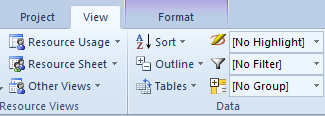 Project View Format
Resource Usage Sort [No Highlight]
Resource Sheet Outline [No Filter]
Other Views Tables [No Group]
Resource Views Data